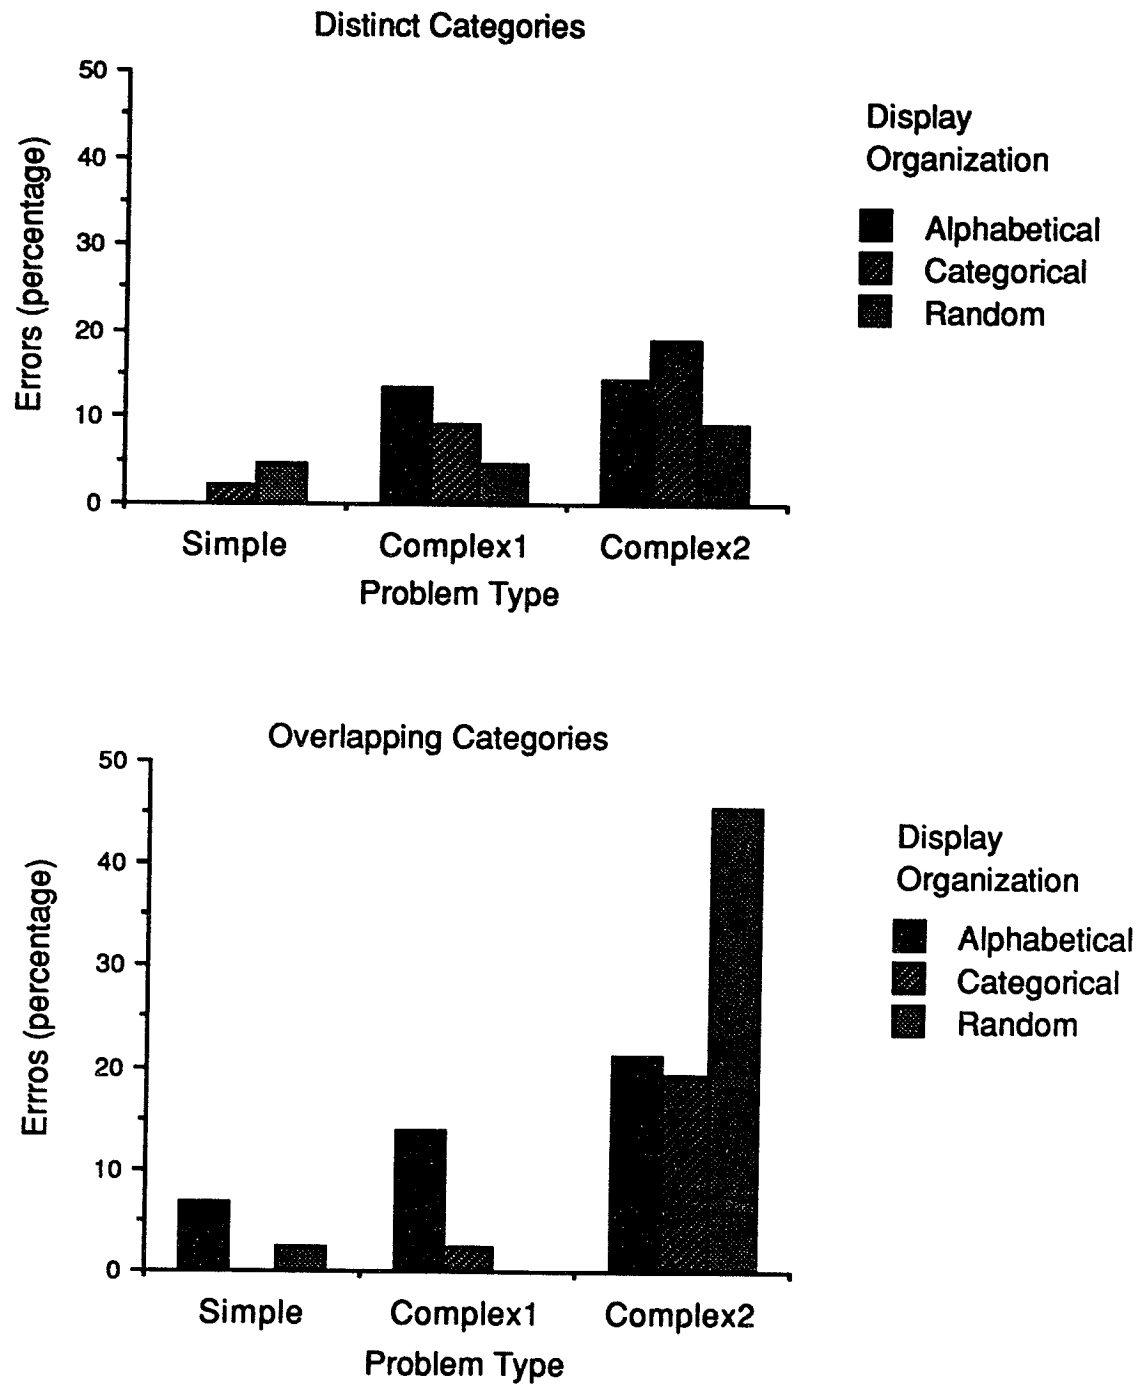 Distinct Categories
50
40
30
20
10
0
Errors (percentage)
Simple
Complex1
Complex2
Problem Type
Display
Organization
Alphabetical
Categorical
Random
Overlapping Categories
50
40
30
20
10
0
Errros (percentage)
Simple
Complex1
Complex2
Problem Type
Display
Organization
Alphabetical
Categorical
Random